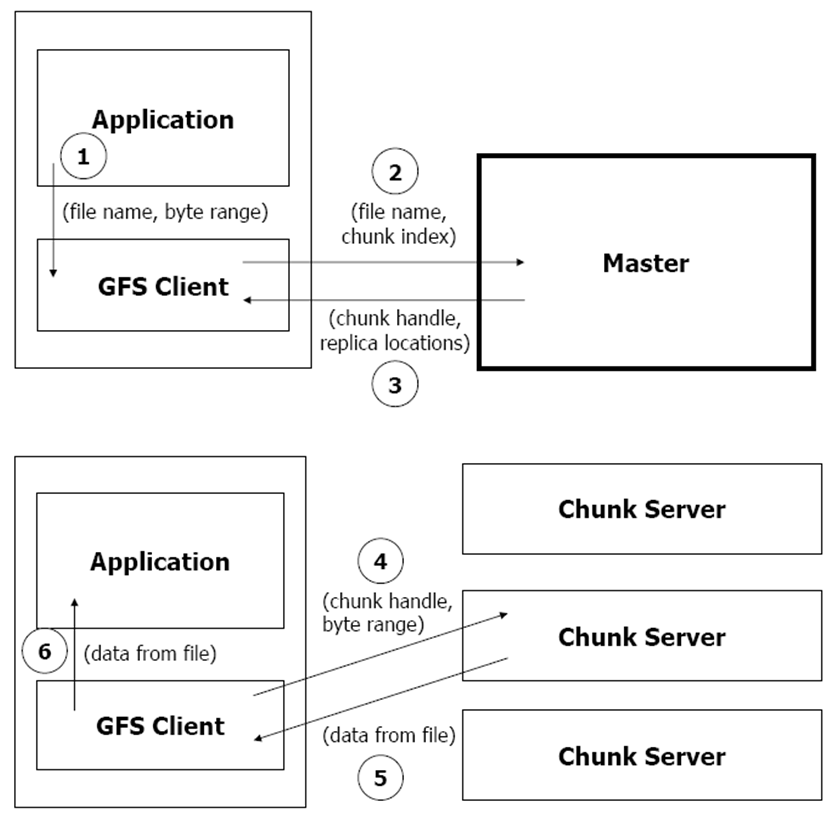 Application
1
(file name, byte range)
GFS Client
2
(file name,
chunk index)
Master
(chunk handle,
replica locations)
3
Application
6
(data from file)
GFS Client
4
(chunk handle,
byte range)
(data from file)
5
Chunk Server
Chunk Server
Chunk Server